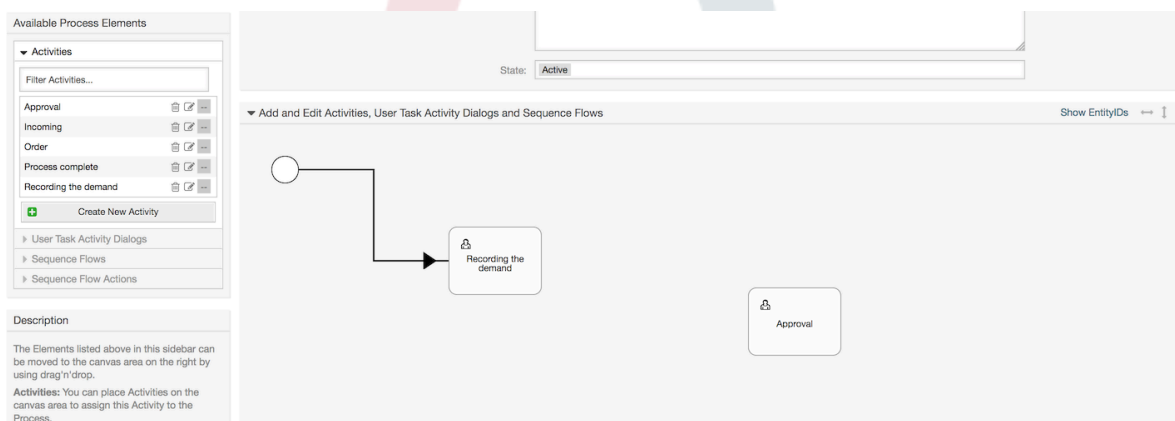 Available Process Elements
Activities
Filter Activities...
Approval
Incoming
Order
Process complete
Recording the demand
Create New Activity
User Task Activity Dialogs
Sequence Flows
Sequence Flow Actions
Description
The Elements listed above in this sidebar can
be moved to the canvas area on the right by
using drag'n'drop.
Activities: You can place Activities on the
canvas area to assign this Activity to the
Process.
State: Active
Add and Edit Activities, User Task Activity Dialogs and Sequence Flows
Show EntityIDs
Recording the
demand
Approval